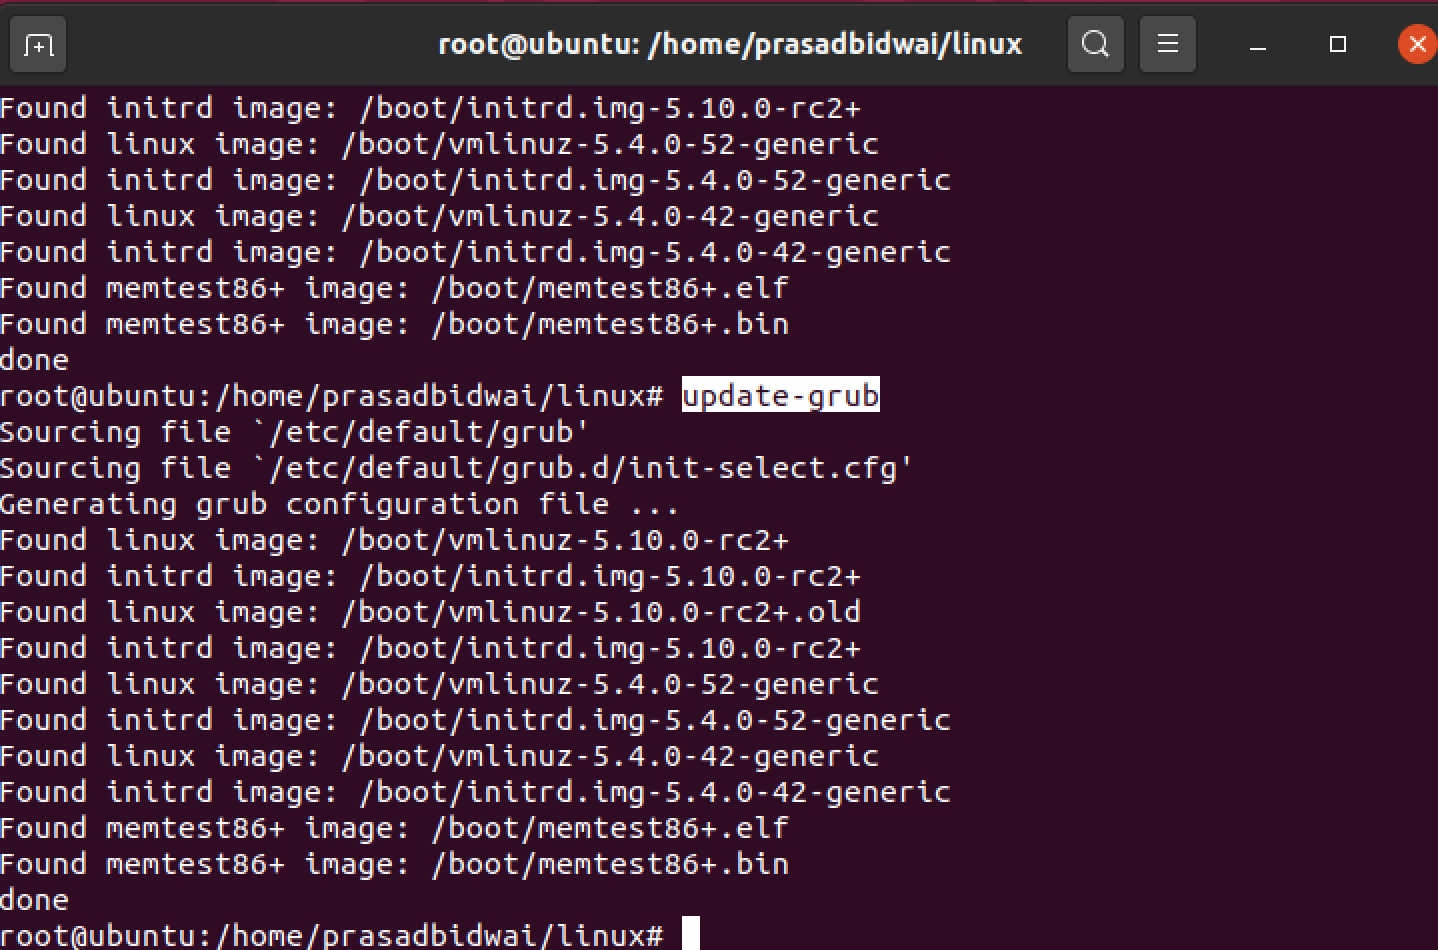 root@ubuntu: /home/prasadbidwai/linux
Found initrd image: /boot/initrd.img-5.10.0-rc2+
Found linux image: /boot/vmlinuz-5.4.0-52-generic
Found initrd image: /boot/initrd.img-5.4.0-52-generic
Found linux image: /boot/vmlinuz-5.4.0-42-generic
Found initrd image: /boot/initrd.img-5.4.0-42-generic
Found memtest86+ image: /boot/memtest86+.elf
Found memtest86+ image: /boot/memtest86+.bin
done
root@ubuntu:/home/prasadbidwai/linux# update-grub
Sourcing file `/etc/default/grub'
Sourcing file `/etc/default/grub.d/init-select.cfg'
Generating grub configuration file ...
Found linux image: /boot/vmlinuz-5.10.0-rc2+
Found initrd image: /boot/initrd.img-5.10.0-rc2+
Found linux image: /boot/vmlinuz-5.10.0-rc2+.old
Found initrd image: /boot/initrd.img-5.10.0-rc2+
Found linux image: /boot/vmlinuz-5.4.0-52-generic
Found initrd image: /boot/initrd.img-5.4.0-52-generic
Found linux image: /boot/vmlinuz-5.4.0-42-generic
Found initrd image: /boot/initrd.img-5.4.0-42-generic
Found memtest86+ image: /boot/memtest86+.elf
Found memtest86+ image: /boot/memtest86+.bin
done
root@ubuntu:/home/prasadbidwai/linux#